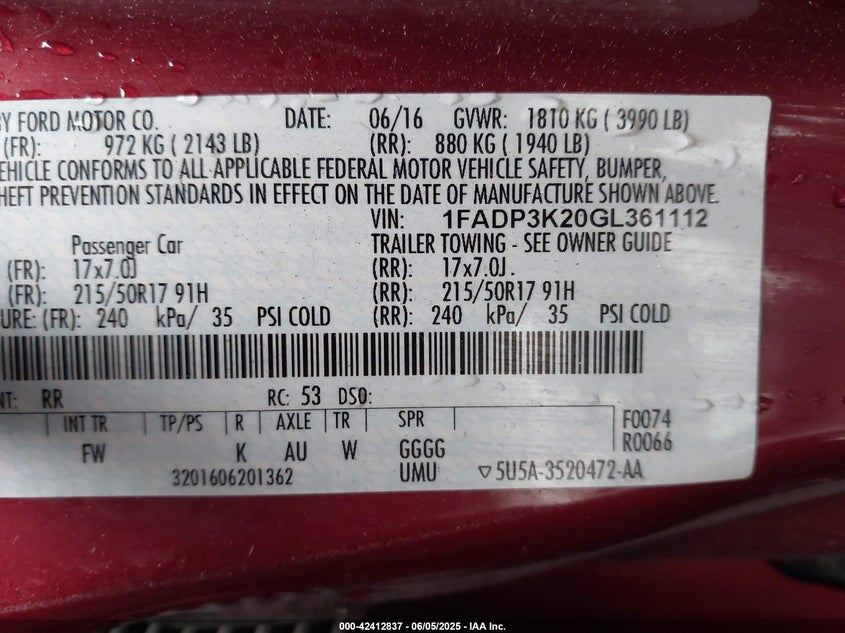 BY FORD MOTOR CO. DATE: 06/16 GVWR: 1810 KG ( 3990 LB)
(FR): 972 KG ( 2143 LB) (RR): 880 KG ( 1940 LB)
VEHICLE CONFORMS TO ALL APPLICABLE FEDERAL MOTOR VEHICLE SAFETY, BUMPER,
THEFT PREVENTION STANDARDS IN EFFECT ON THE DATE OF MANUFACTURE SHOWN ABOVE.
VIN: 1FADP3K20GL361112
Passenger Car TRAILER TOWING - SEE OWNER GUIDE
(FR): 17x7.0J (RR): 17x7.0J
(FR): 215/50R17 91H (RR): 215/50R17 91H
URE: (FR): 240 kPa/ 35 PSI COLD (RR): 240 kPa/ 35 PSI COLD
NT: RR RC: 53 DSO:
INT TR TP/PS R AXLE TR SPR F0074
FW K AU W GGGG R0066
3201606201362 UMU ▽5U5A-3520472-AA
000-42412837 - 06/05/2025 - IAA Inc.